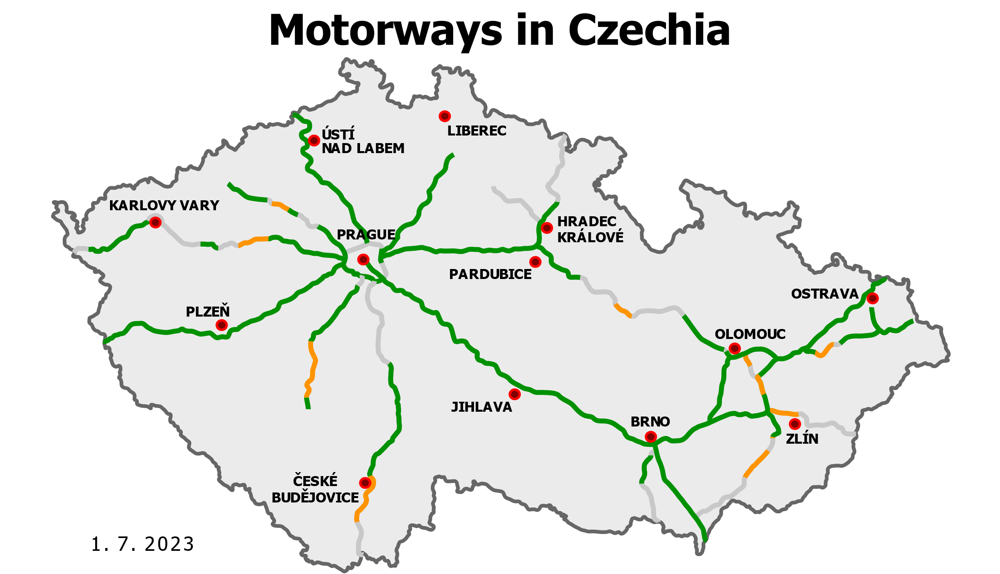 Motorways in Czechia
ÚSTÍ
NAD LABEM
LIBEREC
KARLOVY VARY
PRAGUE
HRADEC
KRÁLOVÉ
PARDUBICE
OSTRAVA
PLZEŇ
OLOMOUC
JIHLAVA
BRNO
ZLÍN
ČESKÉ
BUDĚJOVICE
1. 7. 2023